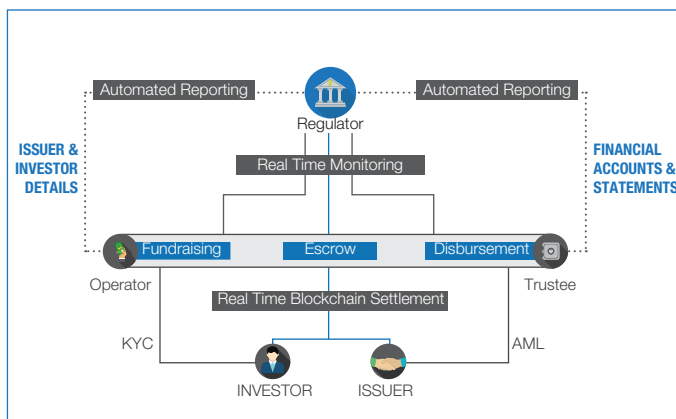 Automated Reporting
Automated Reporting
Regulator
ISSUER &
INVESTOR
DETAILS
FINANCIAL
ACCOUNTS &
STATEMENTS
Real Time Monitoring
Fundraising
Escrow
Disbursement
Operator
Trustee
Real Time Blockchain Settlement
KYC
AML
INVESTOR
ISSUER